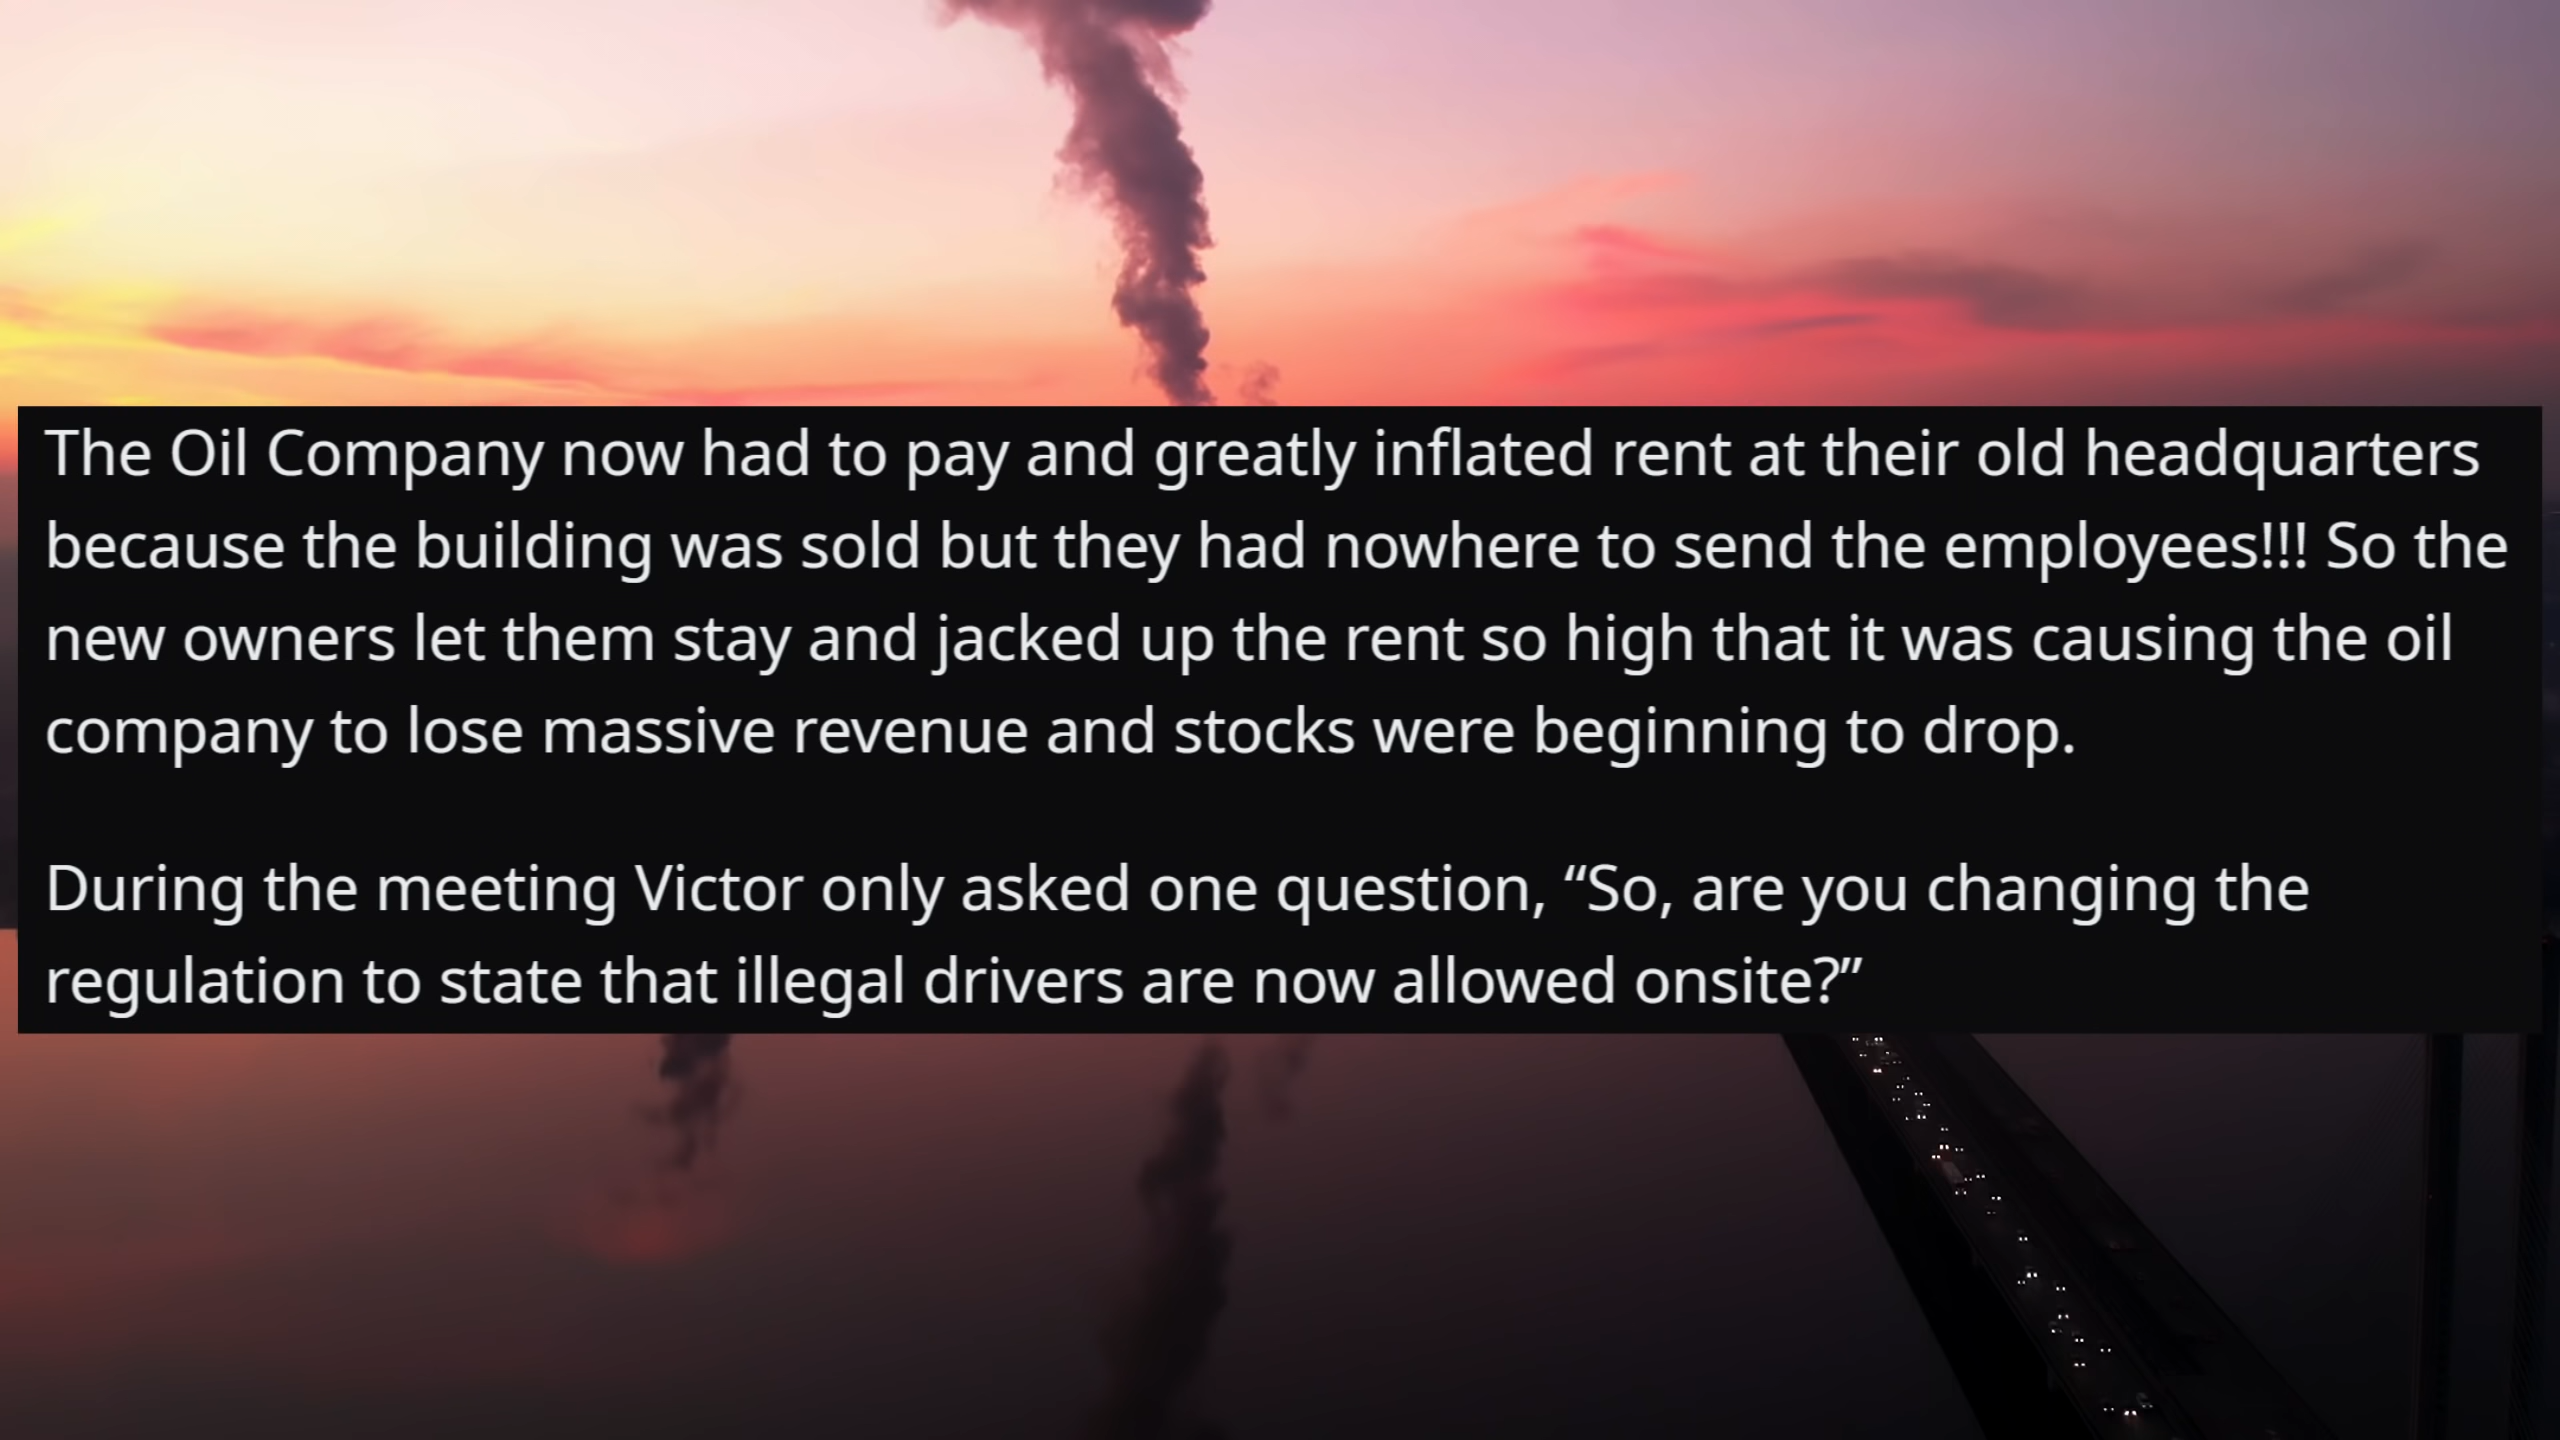 The Oil Company now had to pay and greatly inflated rent at their old headquarters
because the building was sold but they had nowhere to send the employees!!! So the
new owners let them stay and jacked up the rent so high that it was causing the oil
company to lose massive revenue and stocks were beginning to drop.
During the meeting Victor only asked one question, “So, are you changing the
regulation to state that illegal drivers are now allowed onsite?”